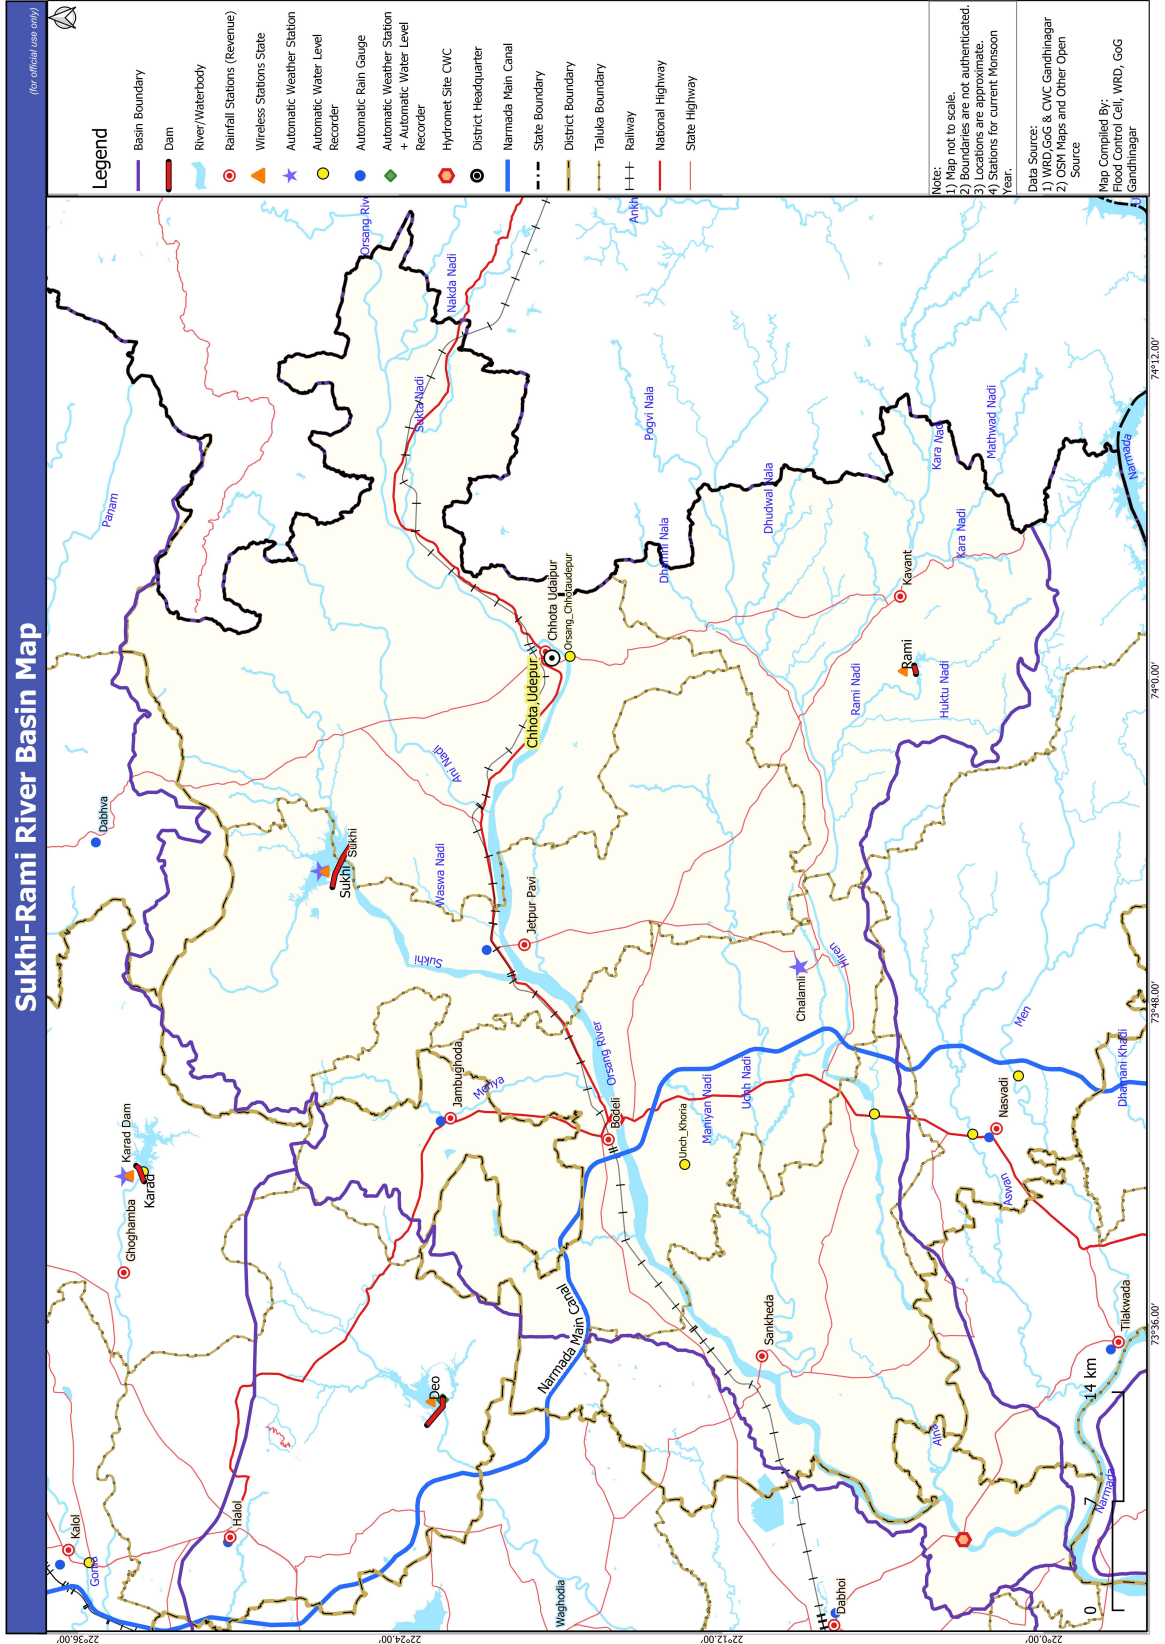 Sukhi-Rami River Basin Map
(for official use only)
Legend
Basin Boundary
Dam
River/Waterbody
Rainfall Stations (Revenue)
Wireless Stations State
Automatic Weather Station
Automatic Water Level
Recorder
Automatic Rain Gauge
Automatic Weather Station
+ Automatic Water Level
Recorder
Hydromet Site CWC
District Headquarter
Narmada Main Canal
State Boundary
District Boundary
Taluka Boundary
Railway
National Highway
State Highway
Note:
1) Map not to scale.
2) Boundaries are not authenticated.
3) Locations are approximate.
4) Stations for current Monsoon
Year.
Data Source:
1) WRD,GoG & CWC Gandhinagar
2) OSM Maps and Other Open
Source
Map Compiled By:
Flood Control Cell, WRD, GoG
Gandhinagar
Kalol
Goma
Halol
Ghoghamba
Karad Dam
Karad
Dabhva
Panam
Deo
Jambughoda
Meriya
Sukhi
Sukhi
Sukhi
Waswa Nadi
Ani Nadi
Sukta Nadi
Orsang Riv
Nakda Nadi
Waghodia
Narmada Main Canal
Bodeli
Orsang River
Jetpur Pavi
Chhota Udepur
Chhota Udaipur
Orsang_Chhotaudepur
Dhamni Nala
Pogvi Nala
Ankh
Unch_Khoria
Maniyan Nadi
Uchh Nadi
Sankheda
Dabhoi
Chalamli
Hiren
Dhudwal Nala
Rami Nadi
Rami
Huktu Nadi
Kavant
Kara Nadi
Kara Nad
Mathwad Nadi
Alna
Aswan
Nasvadi
Men
Dhamani Khadi
Tilakwada
Narmada
Narmada
U
0
7
14 km
22°36.00'
22°24.00'
22°12.00'
22°0.00'
73°36.00'
73°48.00'
74°0.00'
74°12.00'